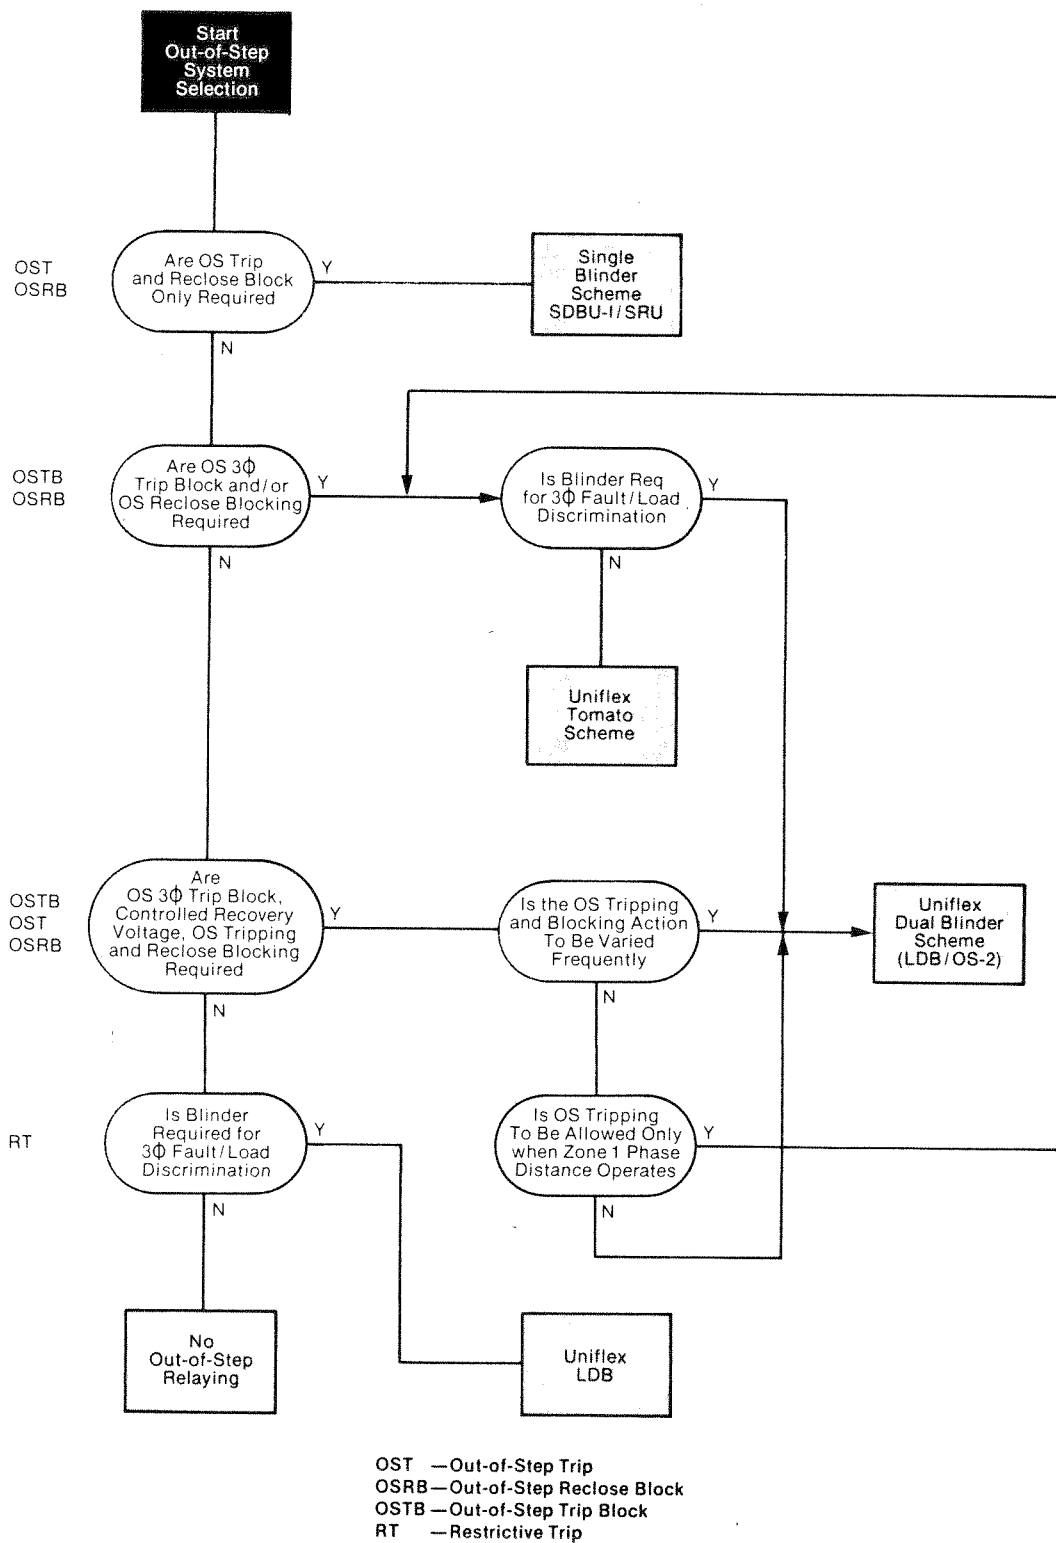 Start
Out-of-Step
System
Selection
OST
OSRB
Are OS Trip
and Reclose Block
Only Required
Y
N
Single
Blinder
Scheme
SDBU-I/SRU
OSTB
OSRB
Are OS 3ϕ
Trip Block and/or
OS Reclose Blocking
Required
Y
N
Is Blinder Req
for 3ϕ Fault/Load
Discrimination
Y
N
Uniflex
Tomato
Scheme
OSTB
OST
OSRB
Are
OS 3ϕ Trip Block,
Controlled Recovery
Voltage, OS Tripping
and Reclose Blocking
Required
Y
N
Is the OS Tripping
and Blocking Action
To Be Varied
Frequently
Y
N
Uniflex
Dual Blinder
Scheme
(LDB/OS-2)
RT
Is Blinder
Required for
3ϕ Fault/Load
Discrimination
Y
N
Is OS Tripping
To Be Allowed Only
when Zone 1 Phase
Distance Operates
Y
N
No
Out-of-Step
Relaying
Uniflex
LDB
OST —Out-of-Step Trip
OSRB—Out-of-Step Reclose Block
OSTB —Out-of-Step Trip Block
RT —Restrictive Trip